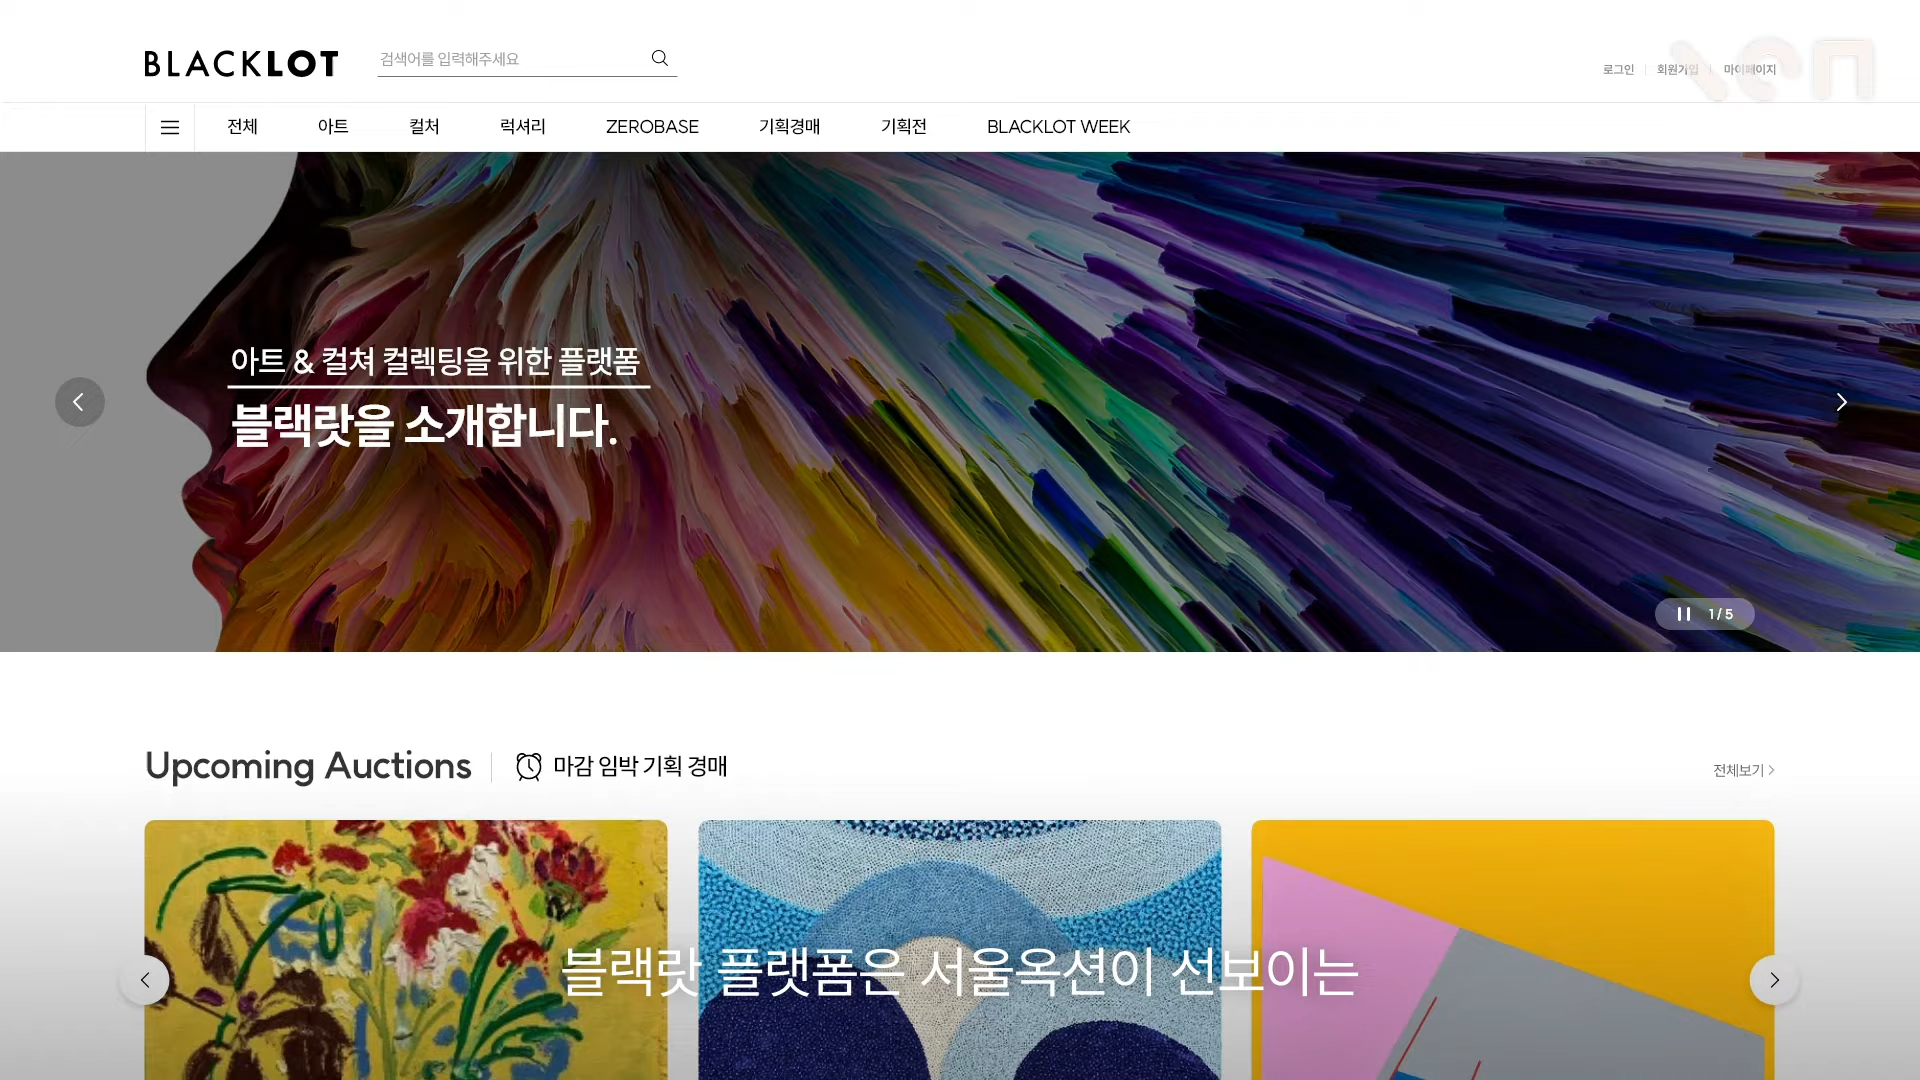 BLACKLOT
검색어를 입력해주세요
로그인
회원가입
마이페이지
전체
아트
컬처
럭셔리
ZEROBASE
기획경매
기획전
BLACKLOT WEEK
아트 & 컬쳐 컬렉팅을 위한 플랫폼
블랙랏을 소개합니다.
1/5
Upcoming Auctions
마감 임박 기획 경매
전체보기
블랙랏 플랫폼은 서울옥션이 선보이는